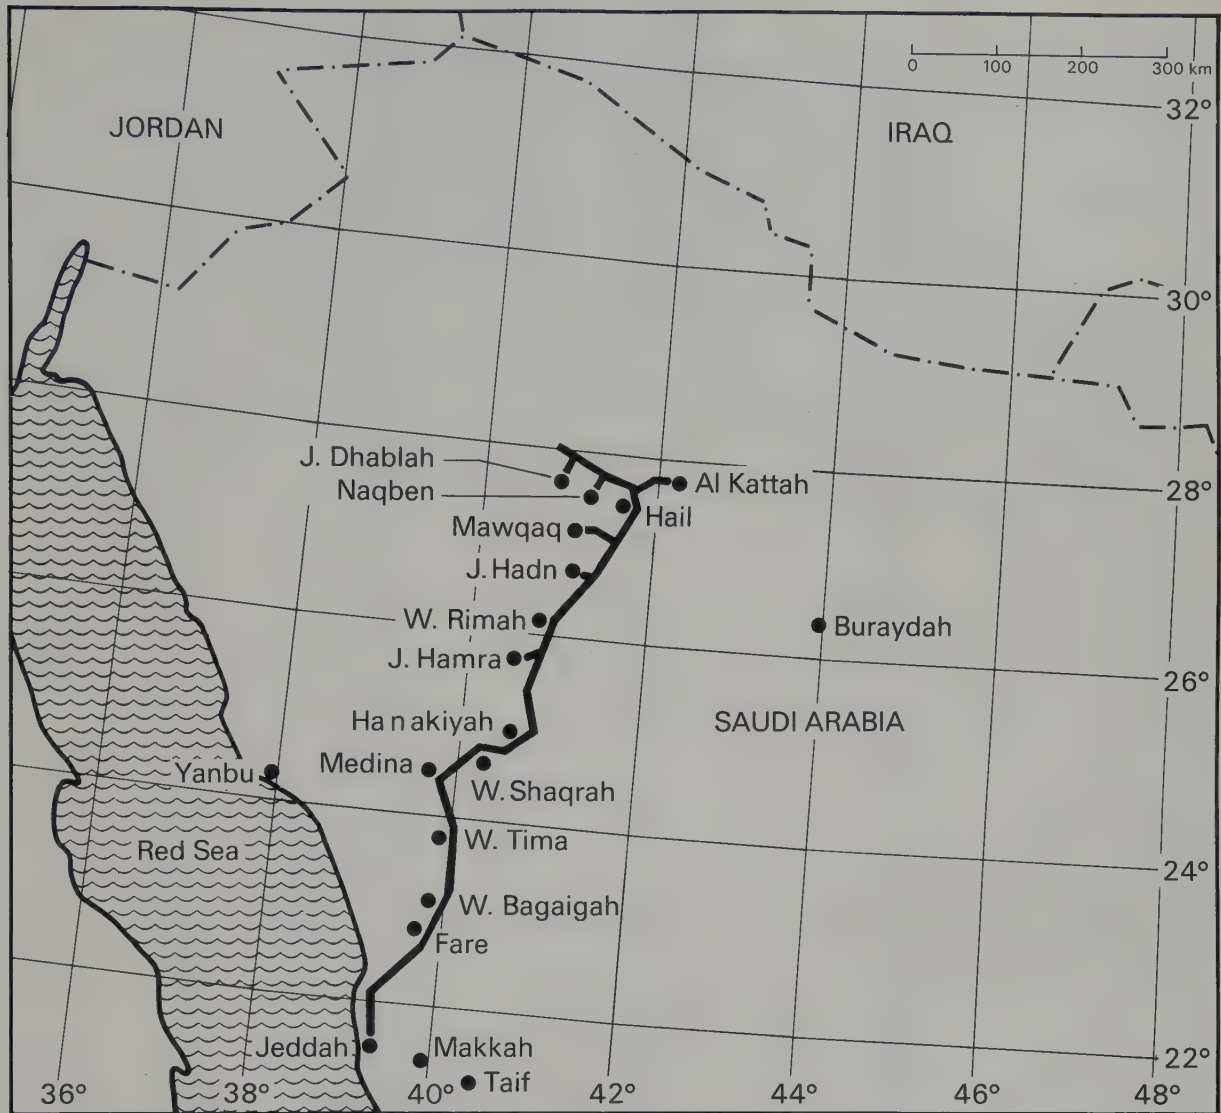 0 100 200 300 km
32°
JORDAN
IRAQ
30°
J. Dhablah
Naqben
Al Kattah
28°
Hail
Mawqaq
J. Hadn
W. Rimah
Buraydah
J. Hamra
26°
Hanakiyah
SAUDI ARABIA
Medina
Yanbu
W. Shaqrah
W. Tima
Red Sea
24°
W. Bagaigah
Fare
Jeddah
Makkah
22°
Taif
36° 38° 40° 42° 44° 46° 48°